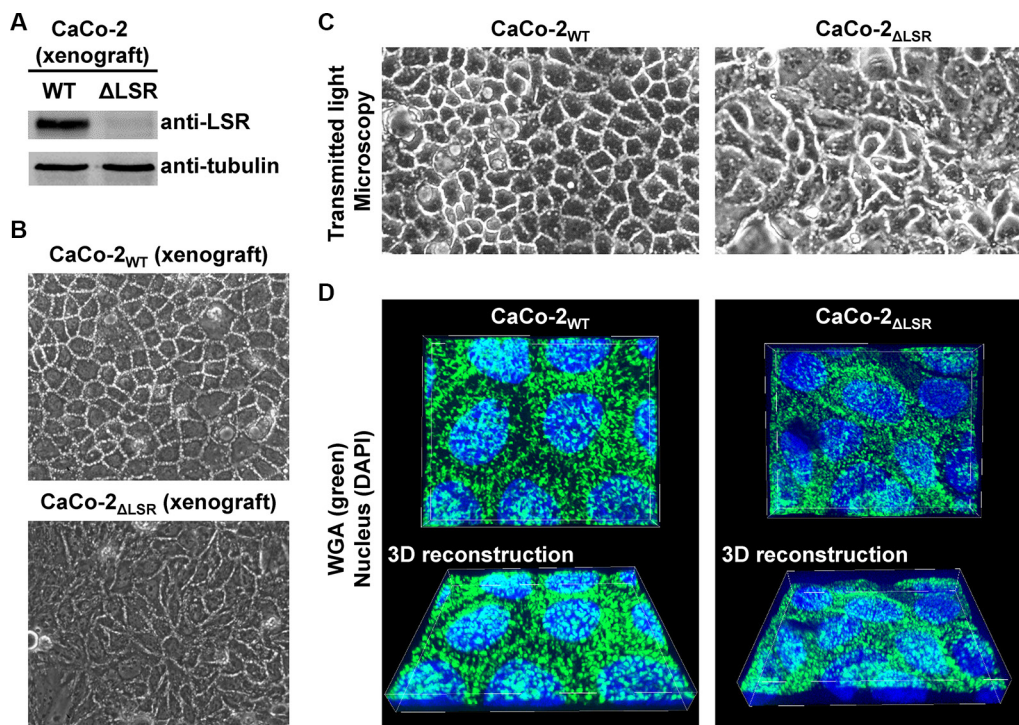 A
CaCo-2
(xenograft)
WT ΔLSR
anti-LSR
anti-tubulin
B
CaCo-2WT (xenograft)
CaCo-2ΔLSR (xenograft)
C
CaCo-2WT
CaCo-2ΔLSR
Transmitted light
Microscopy
D
CaCo-2WT
CaCo-2ΔLSR
WGA (green)
Nucleus (DAPI)
3D reconstruction
3D reconstruction